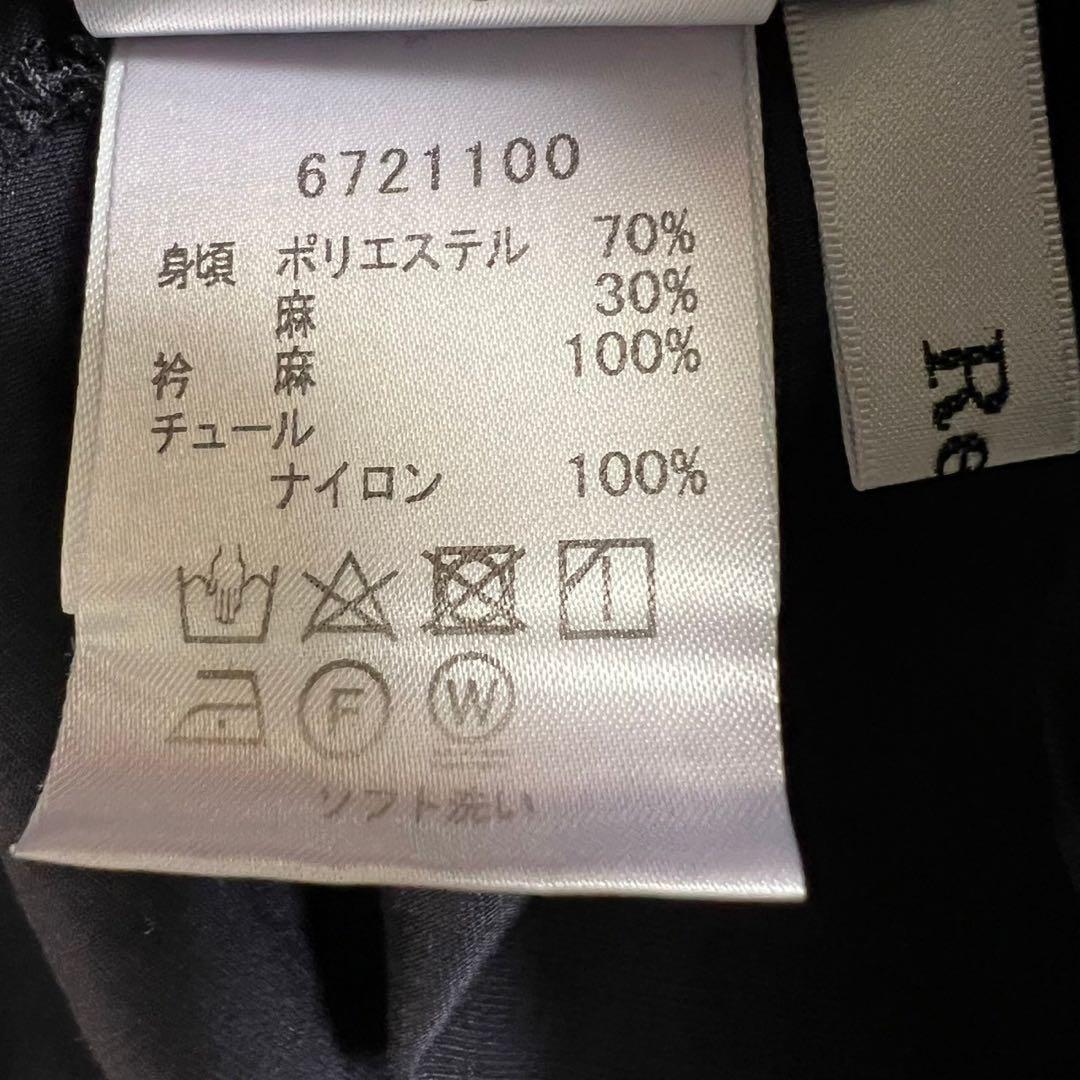 6721100
身頃 ポリエステル 70%
麻 30%
衿 麻 100%
チュール
ナイロン 100%
F W
ソフト洗い
Re